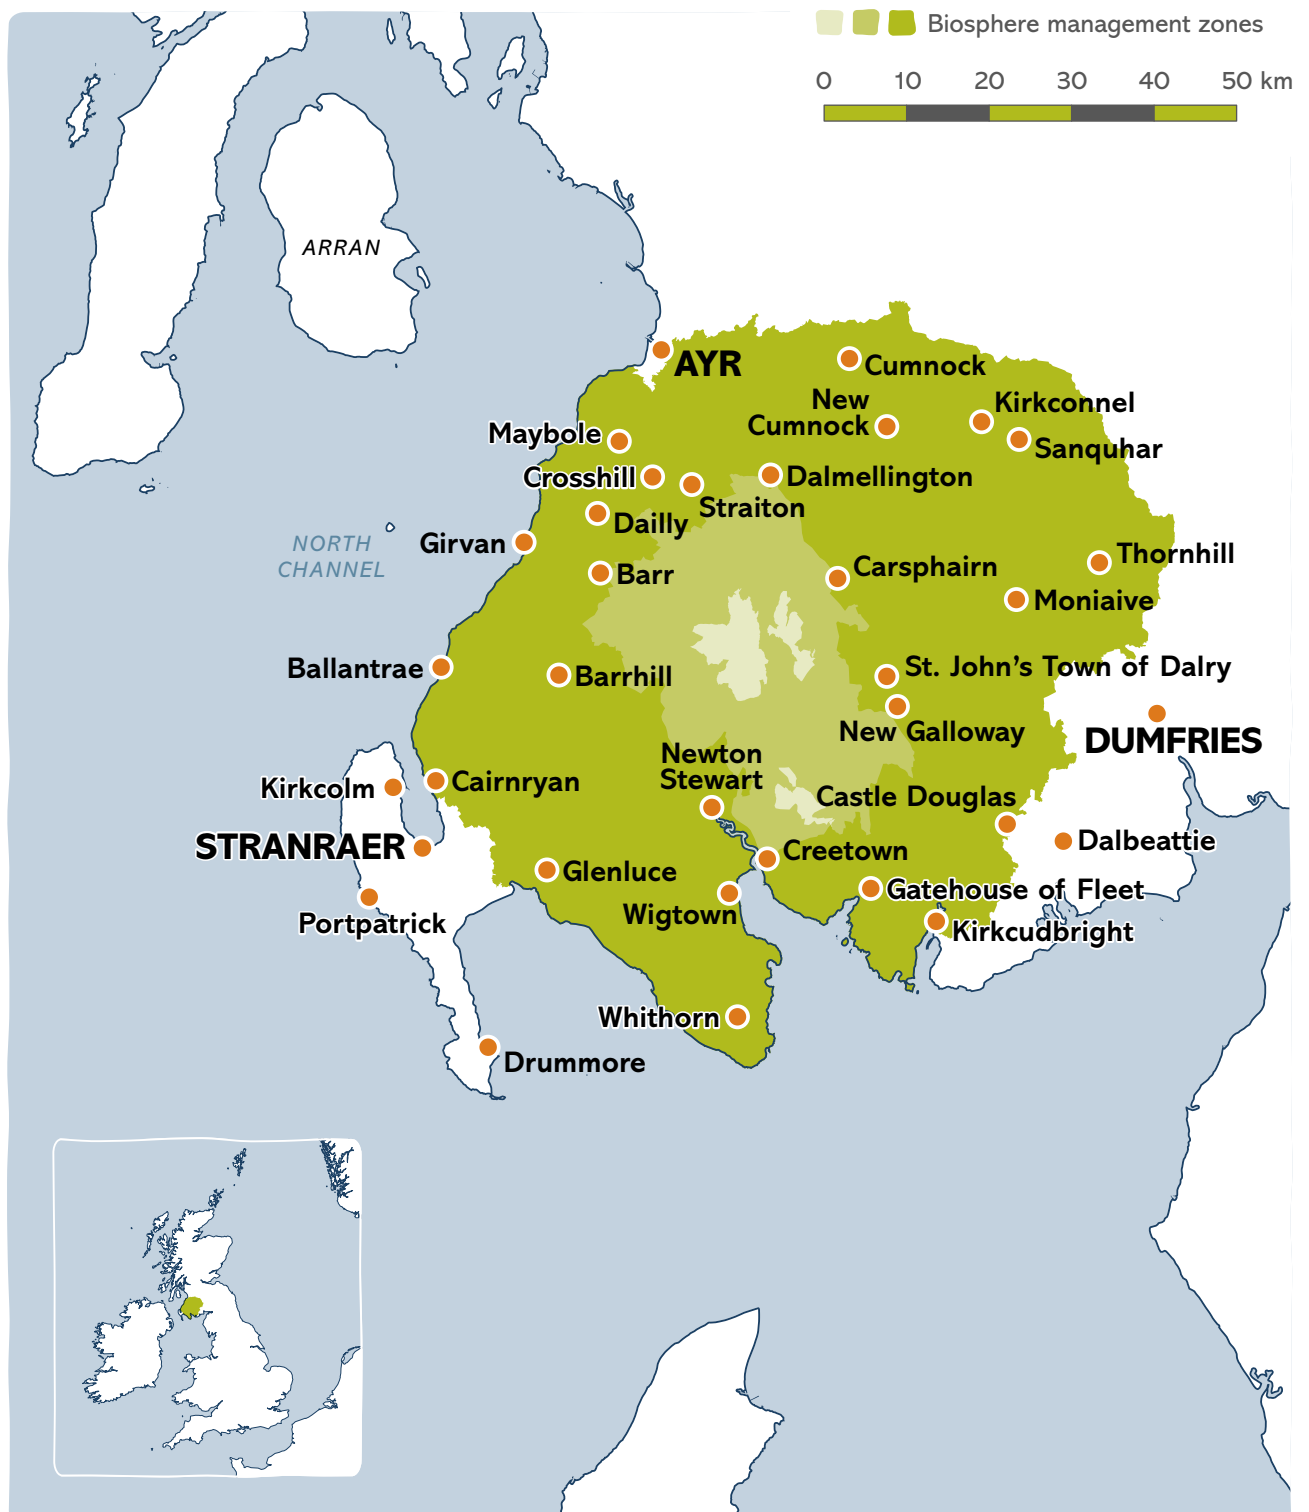 Biosphere management zones
0 10 20 30 40 50 km
ARRAN
AYR
Cumnock
New
Cumnock
Kirkconnel
Sanquhar
Maybole
Crosshill
Straiton
Dalmellington
Dailly
Girvan
NORTH
CHANNEL
Barr
Carsphairn
Thornhill
Moniaive
Ballantrae
Barrhill
St. John’s Town of Dalry
New Galloway
DUMFRIES
Newton
Stewart
Kirkcolm
Cairnryan
Castle Douglas
STRANRAER
Dalbeattie
Creetown
Glenluce
Gatehouse of Fleet
Wigtown
Portpatrick
Kirkcudbright
Whithorn
Drummore